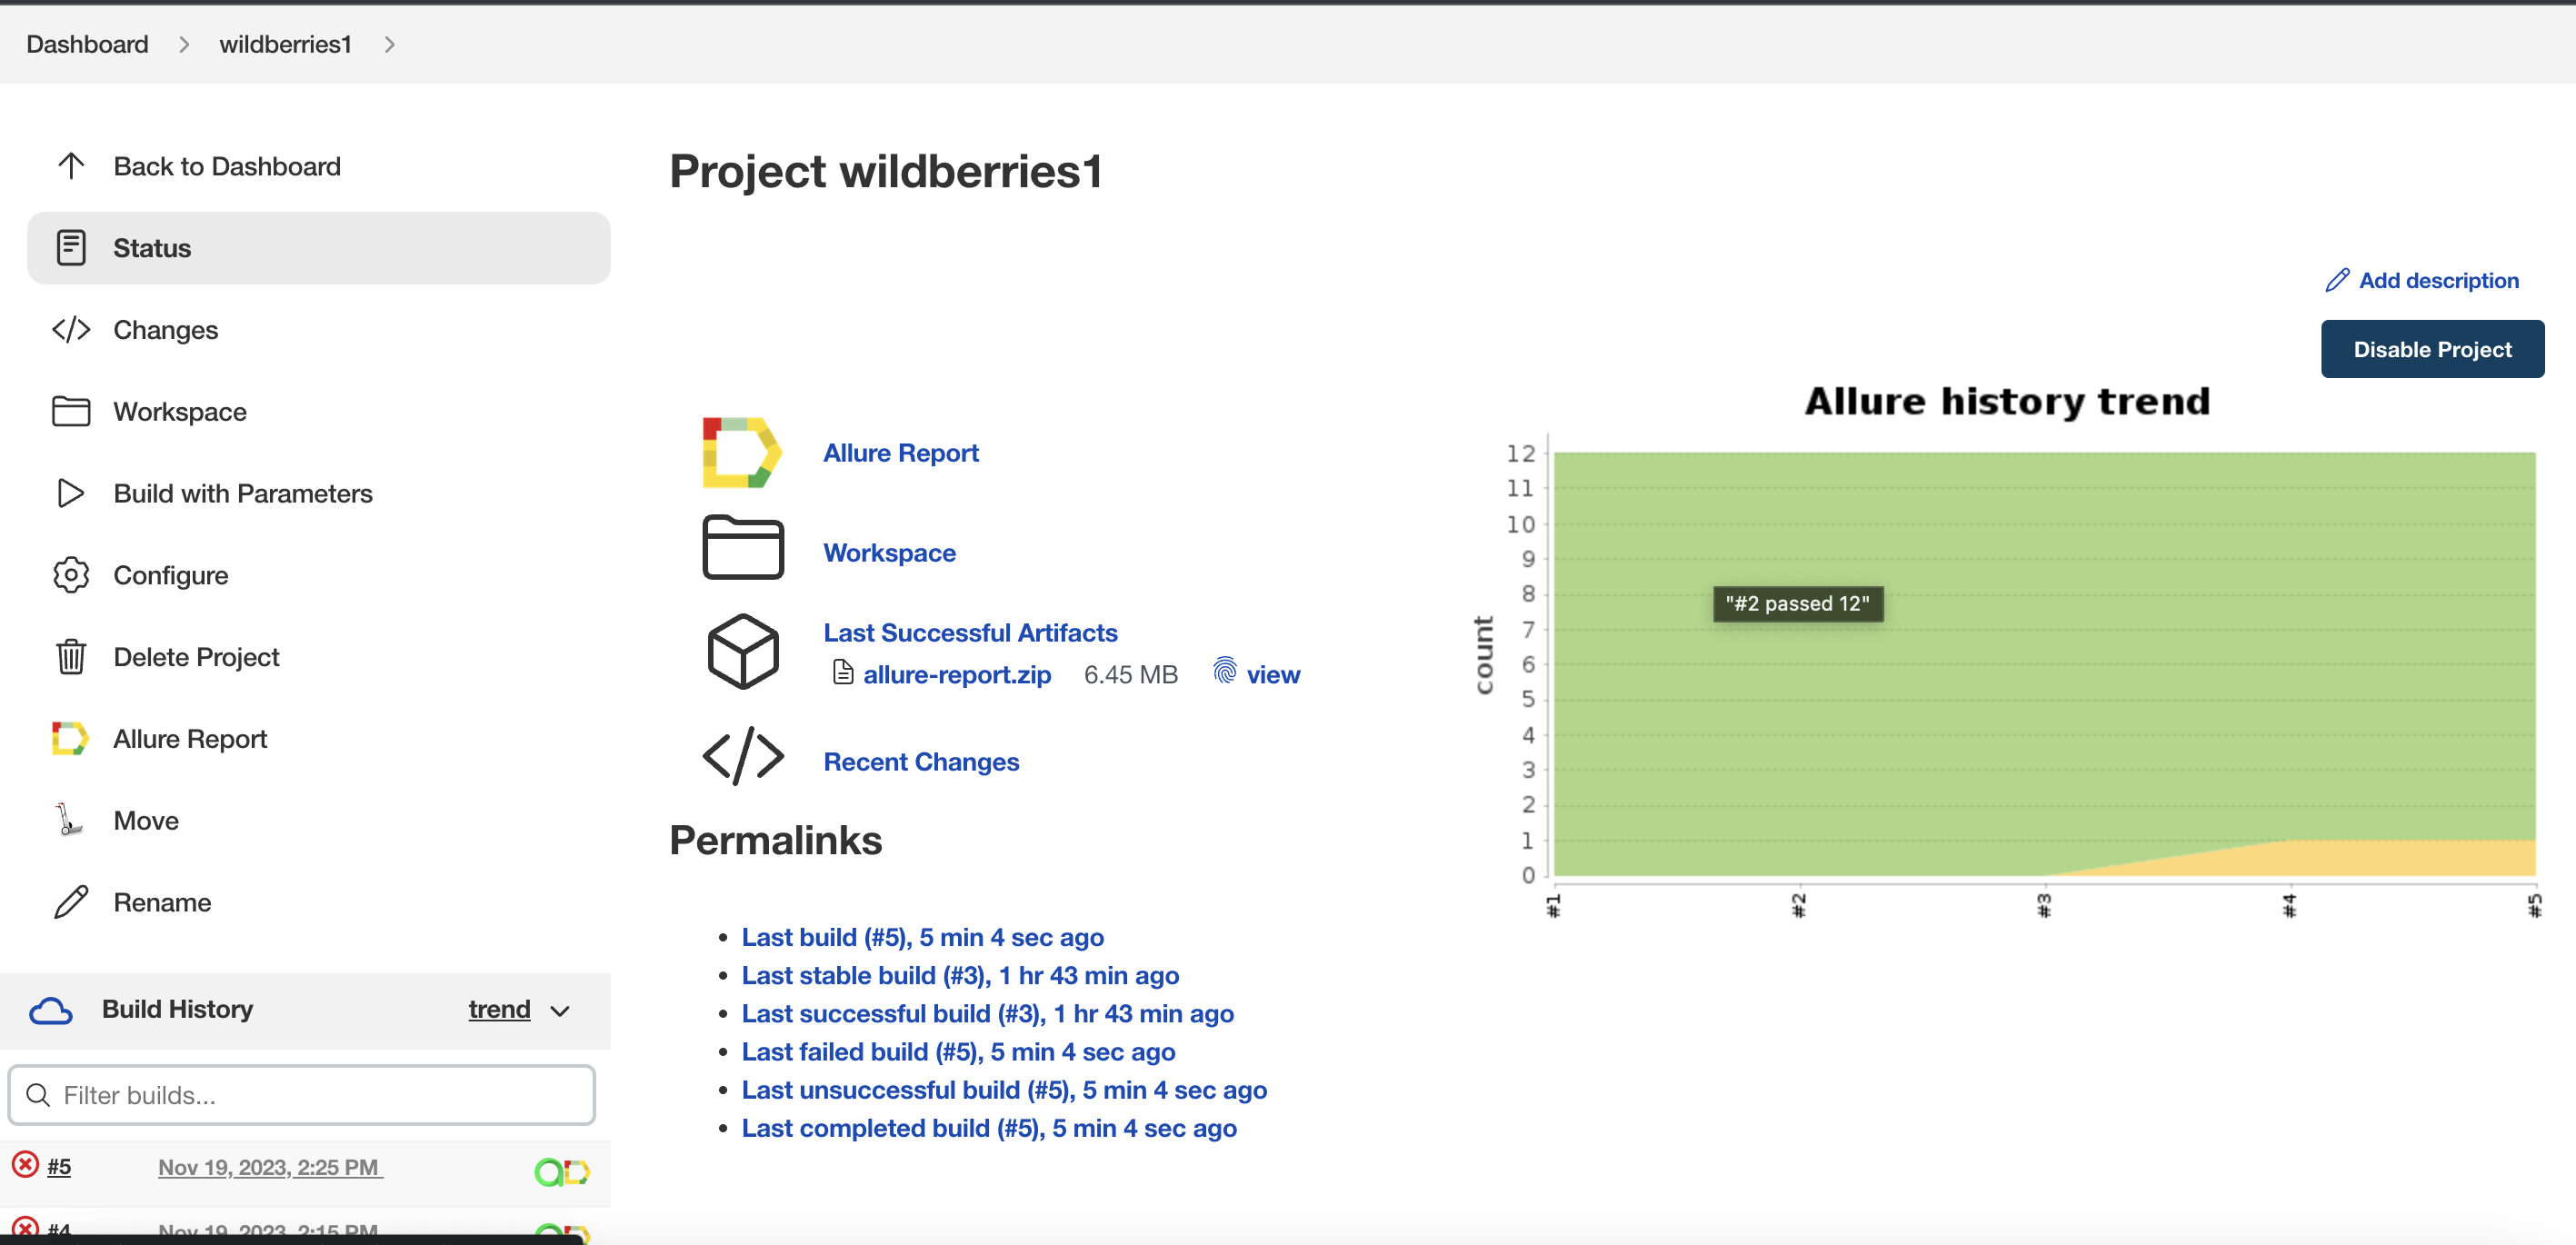 Dashboard
wildberries1
Back to Dashboard
Status
Changes
Workspace
Build with Parameters
Configure
Delete Project
Allure Report
Move
Rename
Build History
trend
Filter builds...
#5
Nov 19, 2023, 2:25 PM
#4
Nov 19, 2023, 2:15 PM
Project wildberries1
Add description
Disable Project
Allure Report
Workspace
Last Successful Artifacts
allure-report.zip 6.45 MB view
Recent Changes
Permalinks
Last build (#5), 5 min 4 sec ago
Last stable build (#3), 1 hr 43 min ago
Last successful build (#3), 1 hr 43 min ago
Last failed build (#5), 5 min 4 sec ago
Last unsuccessful build (#5), 5 min 4 sec ago
Last completed build (#5), 5 min 4 sec ago
Allure history trend
count
12
11
10
9
8
7
6
5
4
3
2
1
0
"#2 passed 12"
#1
#2
#3
#4
#5